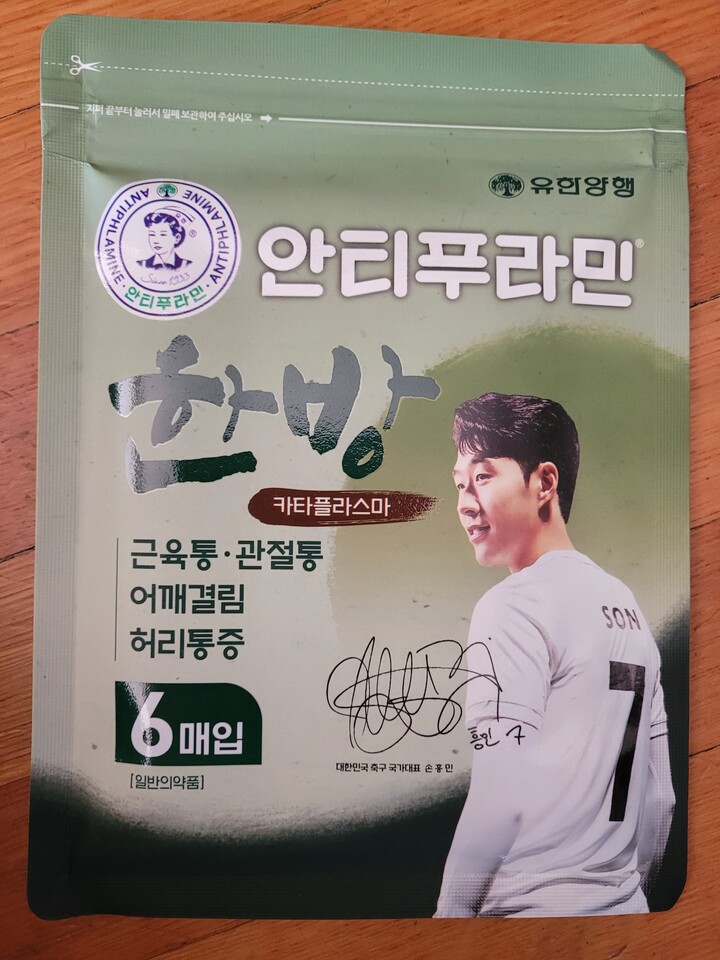 지퍼 끝부터 눌러서 밀폐 보관하여 주십시오
유한양행
ANTIPHLAMINE · 안티푸라민 · ANTIPHLAMINE
Since 1933
안티푸라민®
한방
카타플라스마
근육통·관절통
어깨결림
허리통증
6매입
[일반의약품]
SON
7
흥민 7
대한민국 축구 국가대표 손흥민